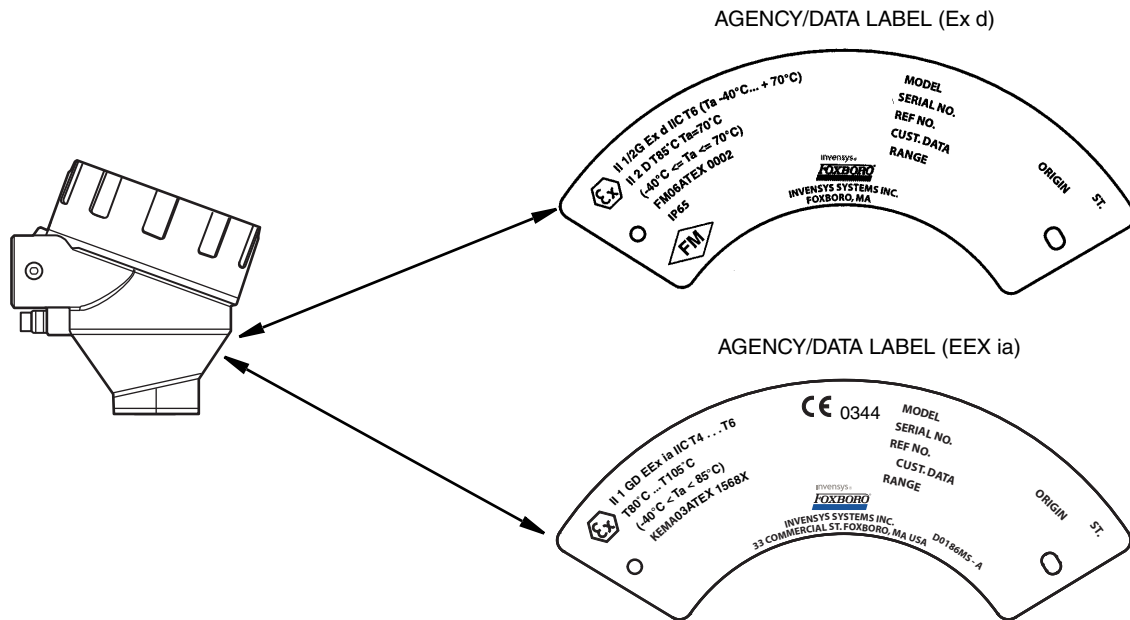 AGENCY/DATA LABEL (Ex d)
II 1/2G Ex d IIC T6 (Ta -40°C... + 70°C)
II 2 D T85°C Ta=70°C
(-40°C <= Ta <= 70°C)
FM06ATEX 0002
IP65
Ex
FM
invensys
FOXBORO
INVENSYS SYSTEMS INC.
FOXBORO, MA
MODEL
SERIAL NO.
REF NO.
CUST. DATA
RANGE
ORIGIN
ST.
AGENCY/DATA LABEL (EEX ia)
II 1 GD EEx ia IIC T4 . . . T6
T80°C ... T105°C
(-40°C < Ta < 85°C)
KEMA03ATEX 1568X
Ex
CE 0344
invensys
FOXBORO
INVENSYS SYSTEMS INC.
33 COMMERCIAL ST. FOXBORO, MA USA D0186MS - A
MODEL
SERIAL NO.
REF NO.
CUST. DATA
RANGE
ORIGIN
ST.